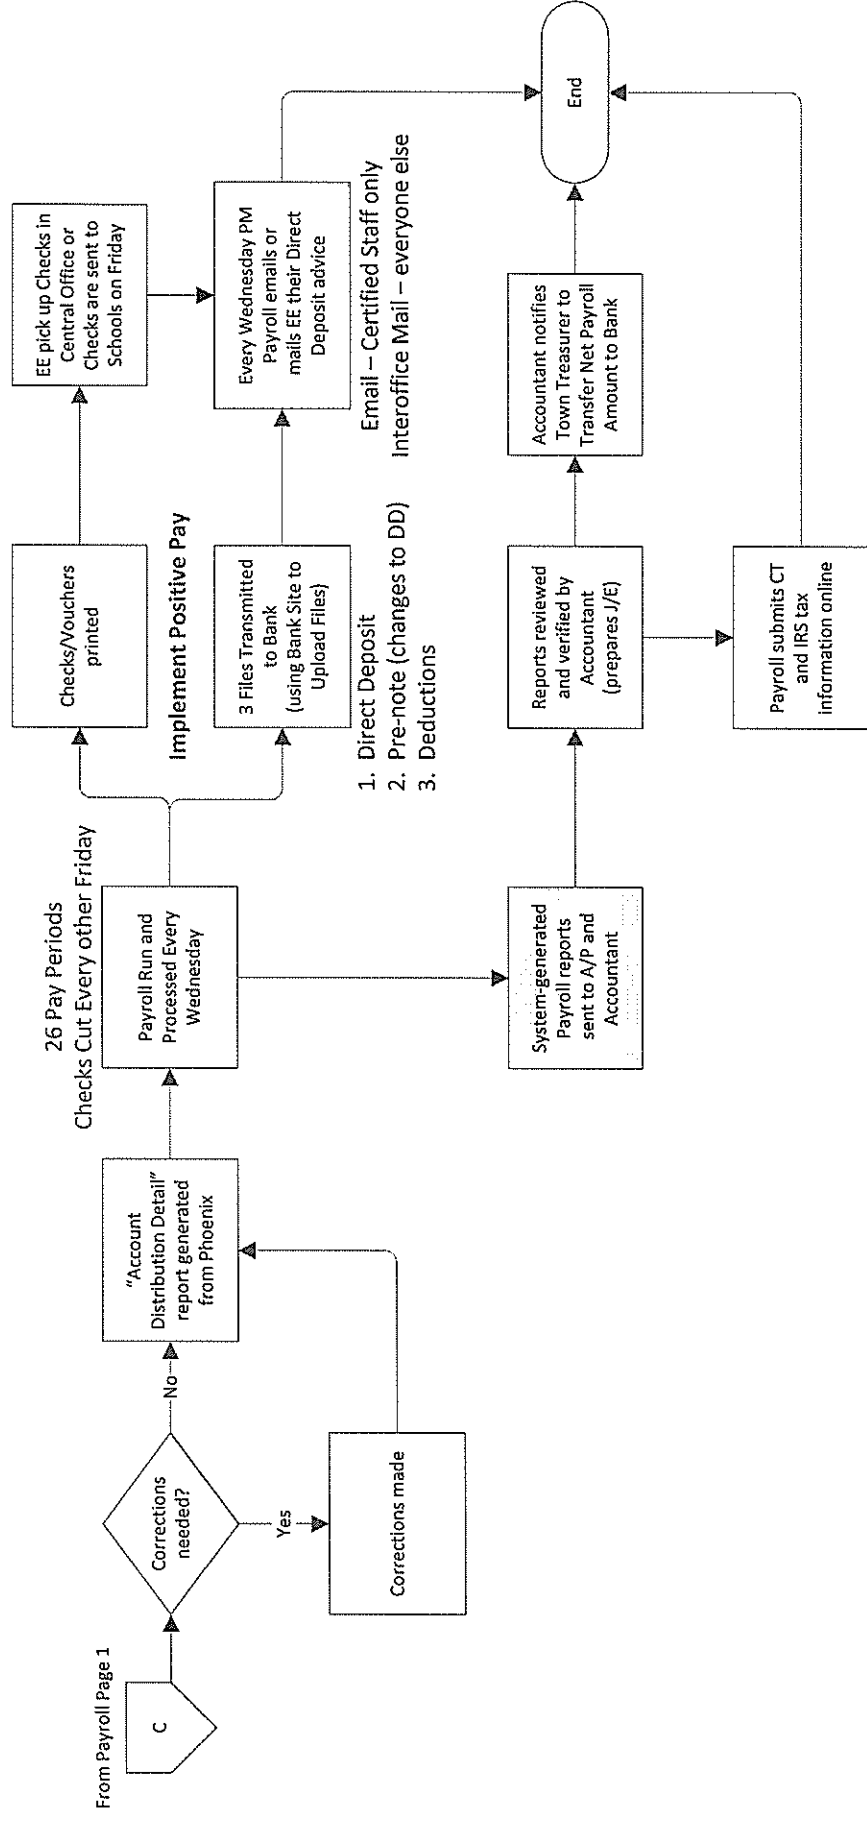 From Payroll Page 1
C
Corrections
needed?
No
Yes
Corrections made
"Account
Distribution Detail"
report generated
from Phoenix
26 Pay Periods
Checks Cut Every other Friday
Payroll Run and
Processed Every
Wednesday
Checks/Vouchers
printed
EE pick up Checks in
Central Office or
Checks are sent to
Schools on Friday
Implement Positive Pay
3 Files Transmitted
to Bank
(using Bank Site to
Upload Files)
1. Direct Deposit
2. Pre-note (changes to DD)
3. Deductions
Every Wednesday PM
Payroll emails or
mails EE their Direct
Deposit advice
Email – Certified Staff only
Interoffice Mail – everyone else
System-generated
Payroll reports
sent to A/P and
Accountant
Reports reviewed
and verified by
Accountant
(prepares J/E)
Accountant notifies
Town Treasurer to
Transfer Net Payroll
Amount to Bank
Payroll submits CT
and IRS tax
information online
End